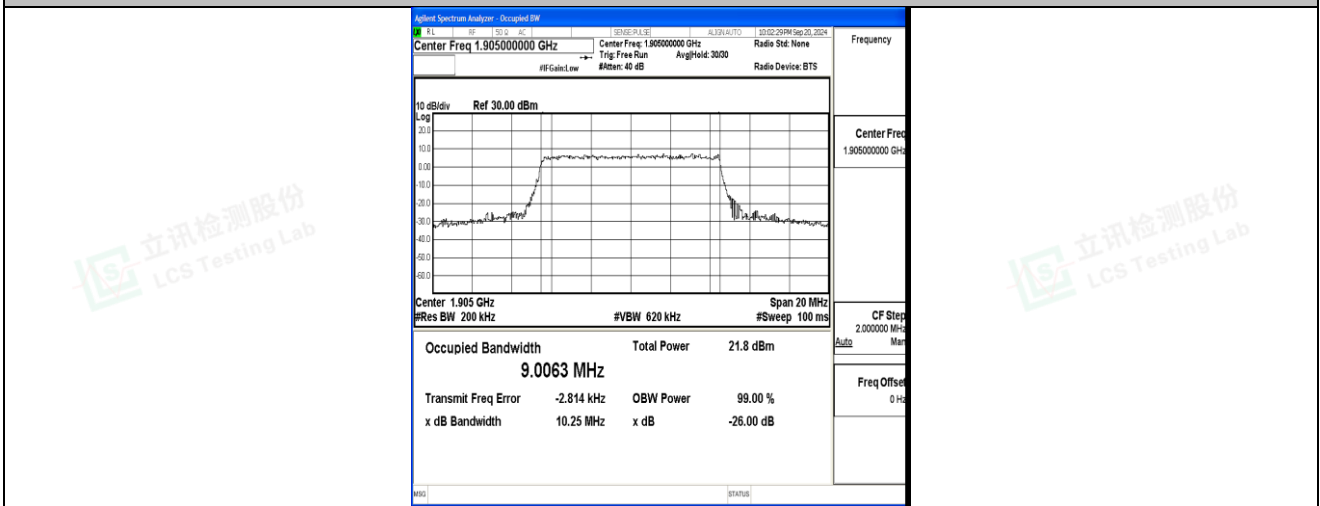 Agilent Spectrum Analyzer - Occupied BW
RL RF 50 Ω AC SENSE:PULSE ALIGN AUTO 10:02:29 PM Sep 20, 2024
Center Freq 1.905000000 GHz
Center Freq: 1.905000000 GHz
Radio Std: None
Trig: Free Run Avg|Hold: 30/30
#IFGain:Low #Atten: 40 dB Radio Device: BTS
Frequency
10 dB/div Ref 30.00 dBm
Log
20.0
10.0
0.00
-10.0
-20.0
-30.0
-40.0
-50.0
-60.0
Center 1.905 GHz Span 20 MHz
#Res BW 200 kHz #VBW 620 kHz #Sweep 100 ms
Occupied Bandwidth Total Power 21.8 dBm
9.0063 MHz
Transmit Freq Error -2.814 kHz OBW Power 99.00 %
x dB Bandwidth 10.25 MHz x dB -26.00 dB
Center Freq
1.905000000 GHz
CF Step
2.000000 MHz
Auto Man
Freq Offset
0 Hz
MSG STATUS
立讯检测股份
LCS Testing Lab
立讯检测股份
LCS Testing Lab